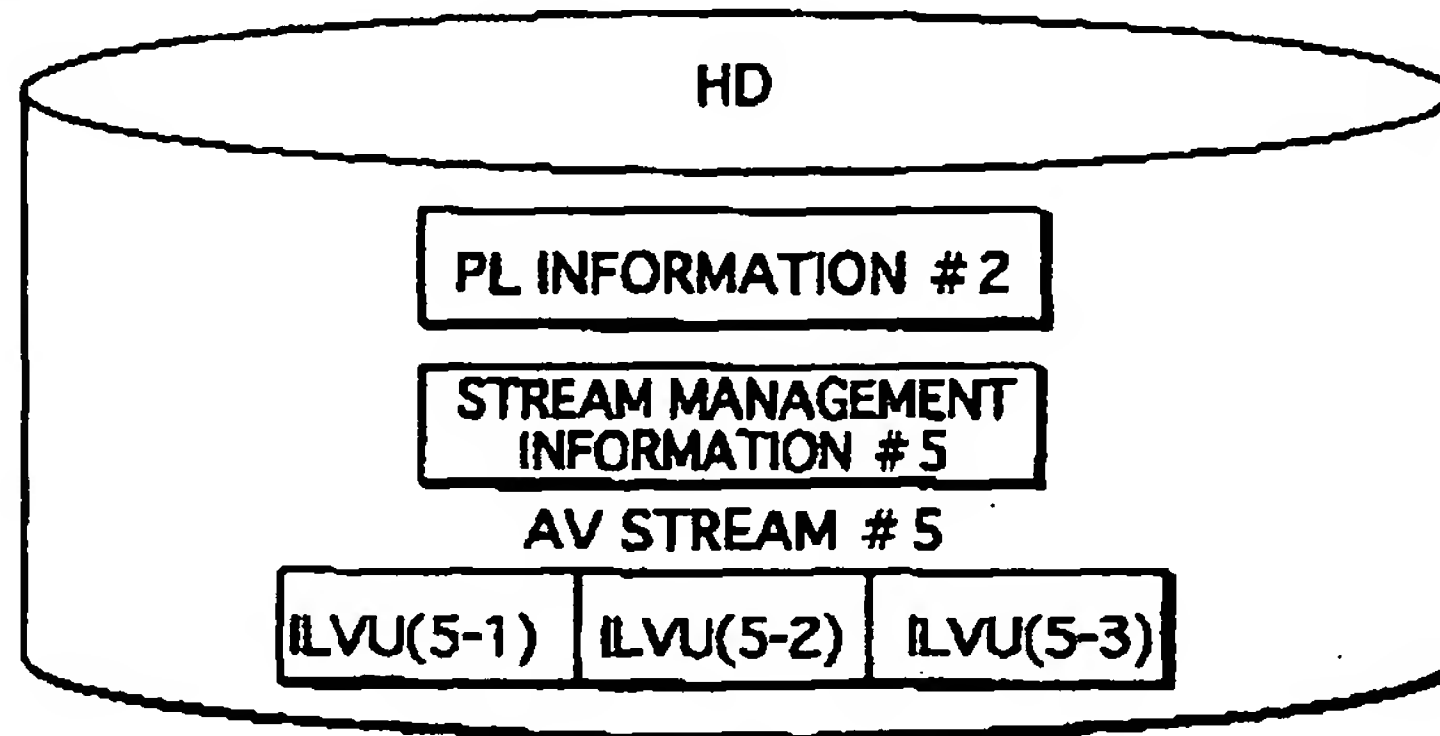 HD
PL INFORMATION #2
STREAM MANAGEMENT
INFORMATION #5
AV STREAM #5
ILVU(5-1) ILVU(5-2) ILVU(5-3)